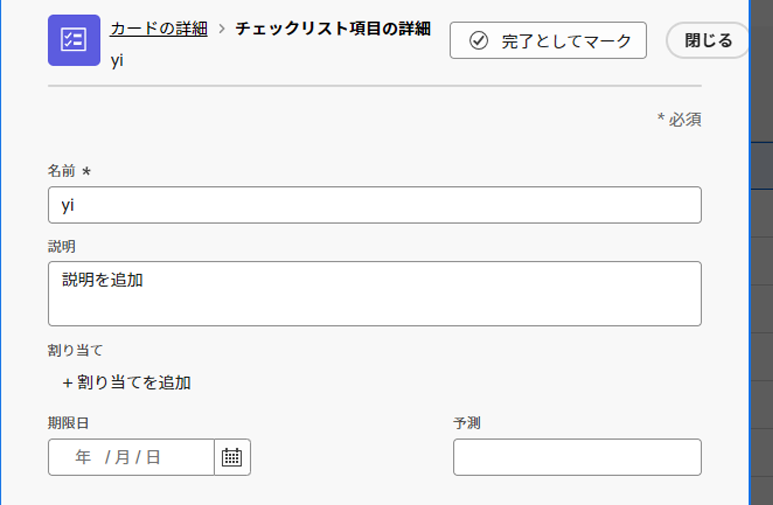 カードの詳細 > チェックリスト項目の詳細
yi
完了としてマーク
閉じる
* 必須
名前 *
yi
説明
説明を追加
割り当て
+ 割り当てを追加
期限日
予測
年 / 月 / 日